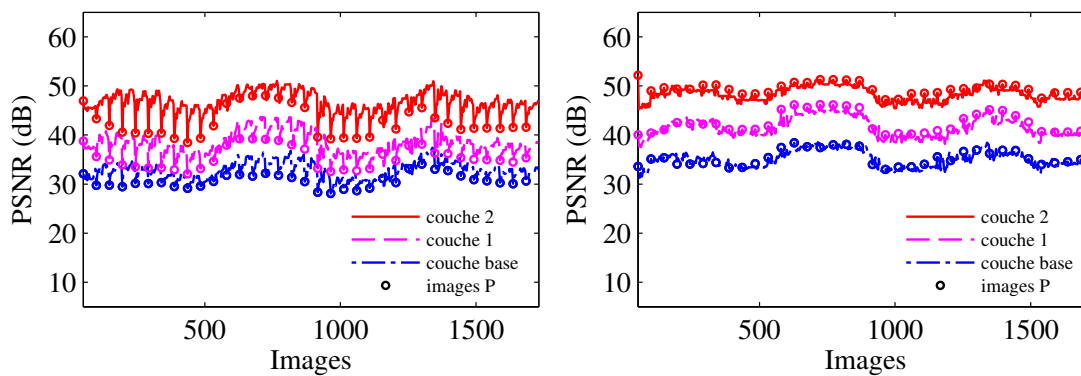 PSNR (dB)
60
50
40
30
20
10
couche 2
couche 1
couche base
images P
500
1000
1500
Images
PSNR (dB)
60
50
40
30
20
10
couche 2
couche 1
couche base
images P
500
1000
1500
Images